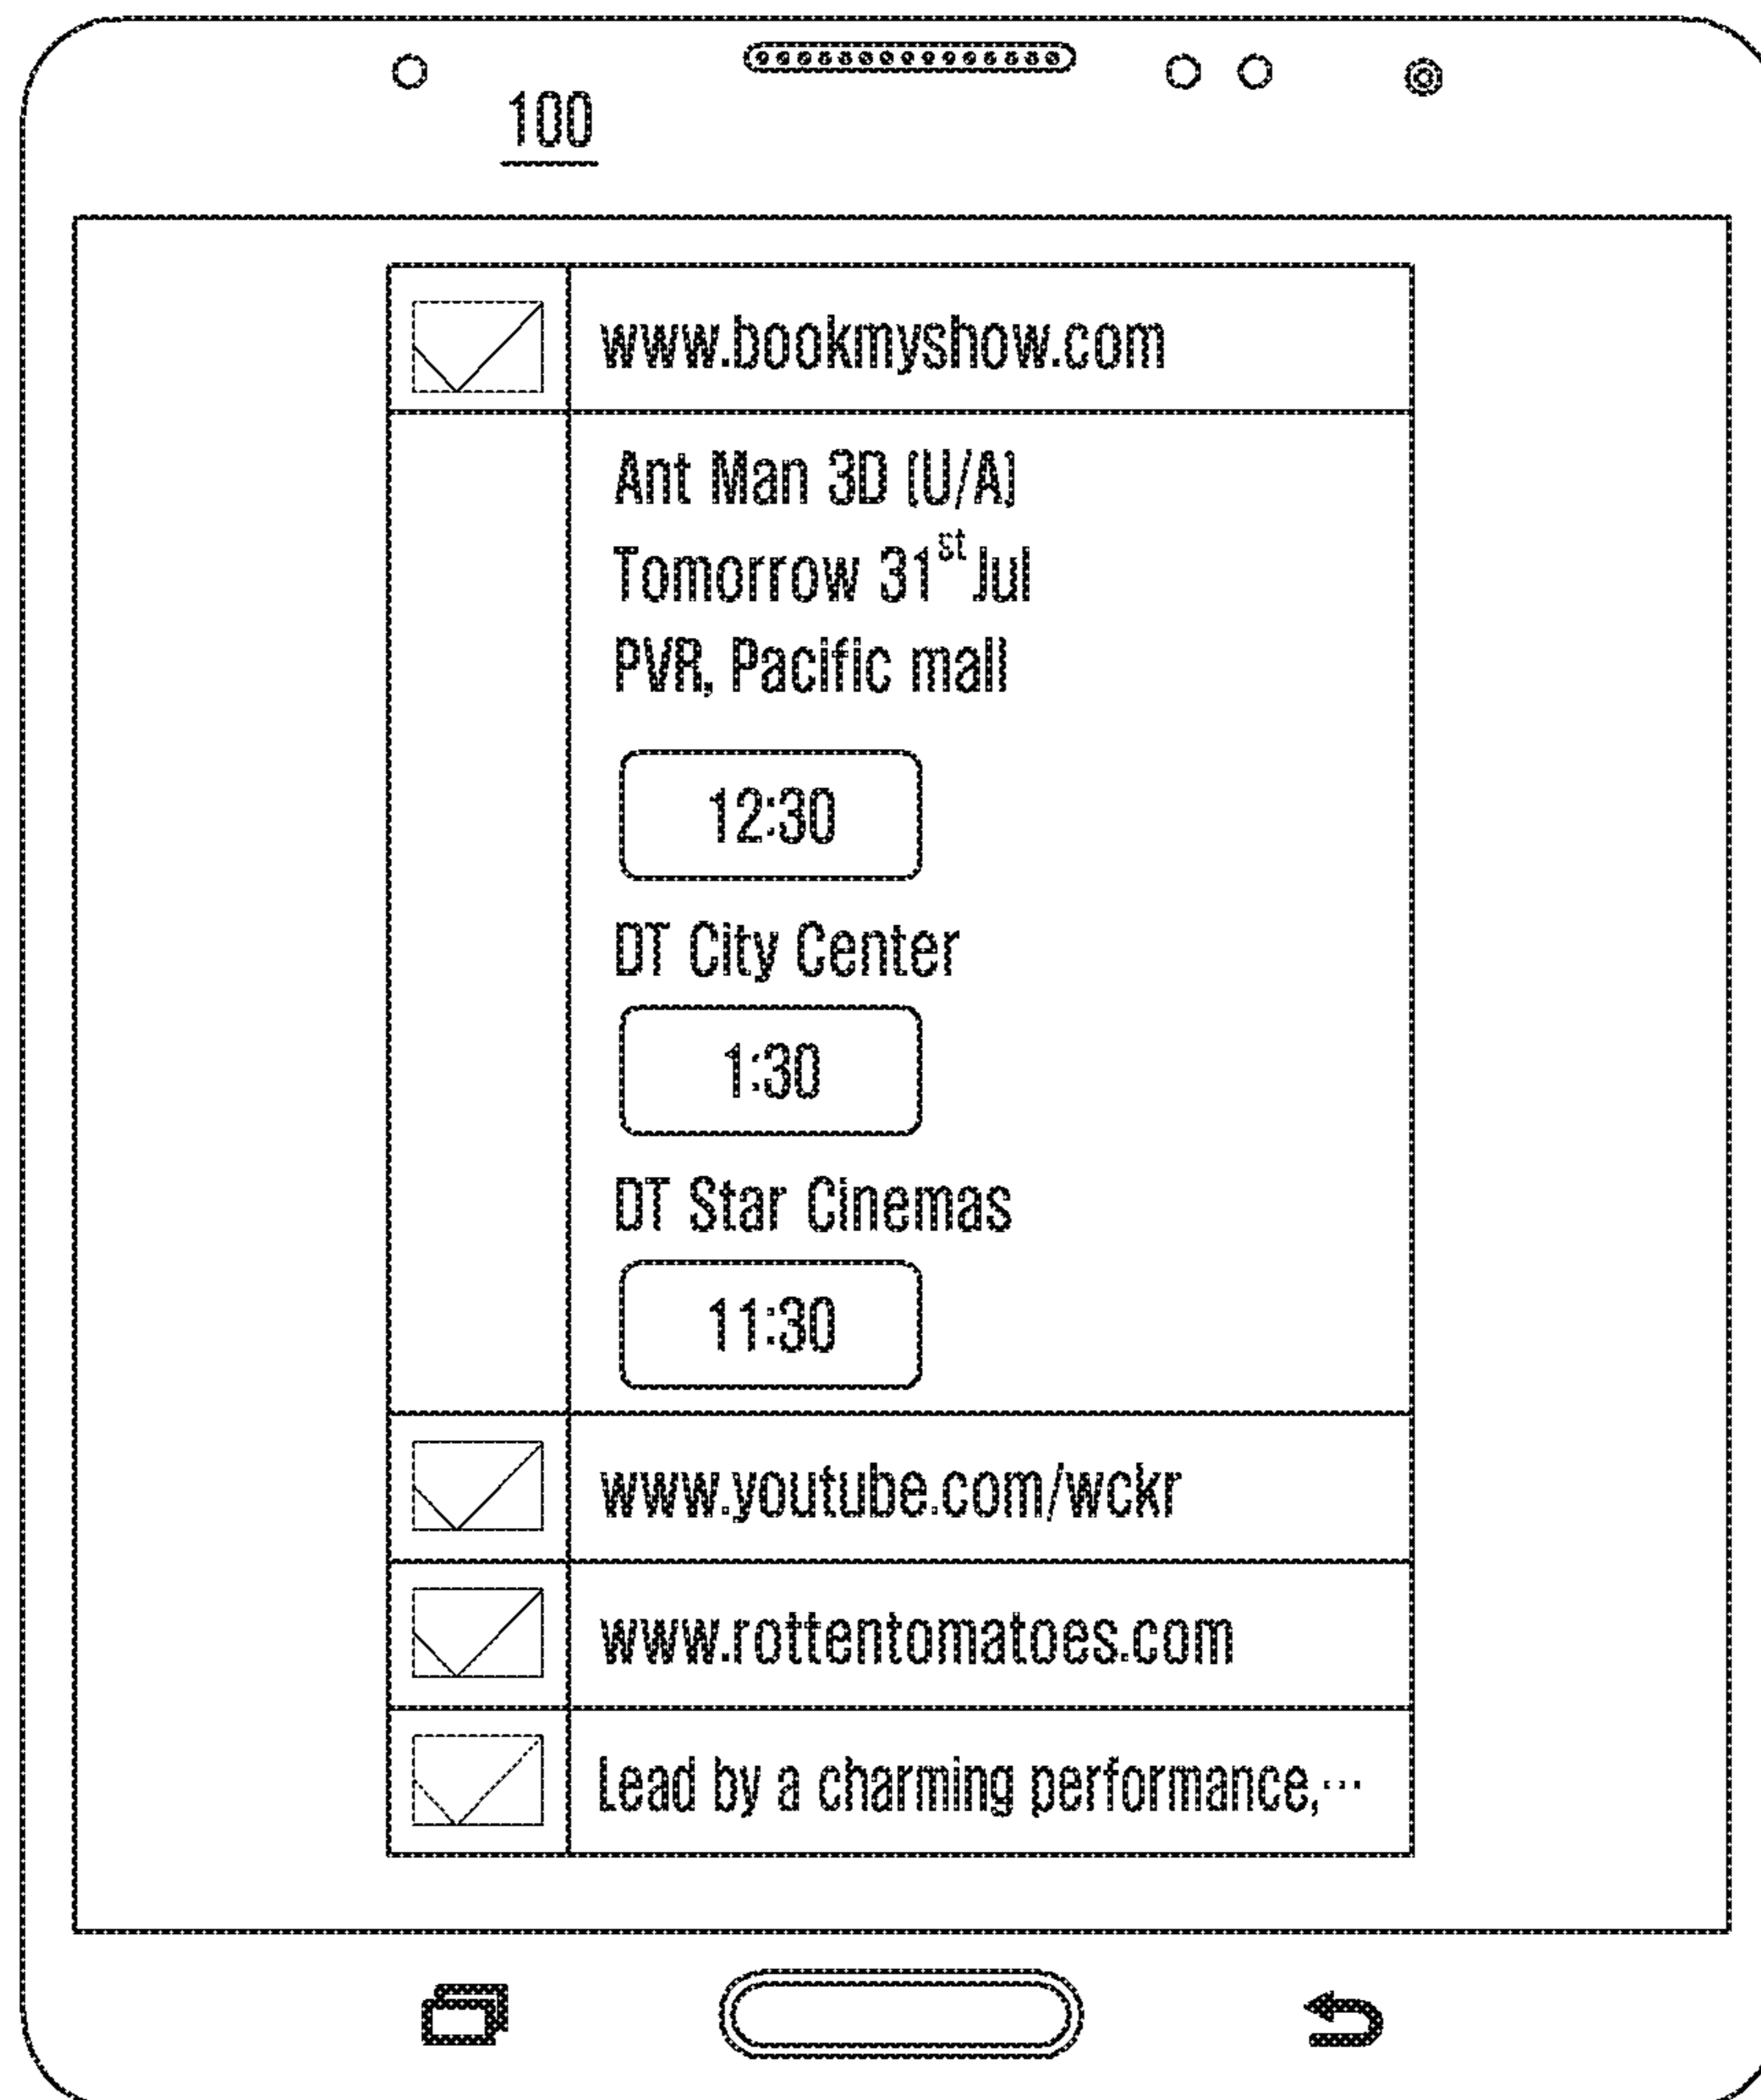 100
www.bookmyshow.com
Ant Man 3D (U/A)
Tomorrow 31st Jul
PVR, Pacific mall
12:30
DT City Center
1:30
DT Star Cinemas
11:30
www.youtube.com/wckr
www.rottentomatoes.com
Lead by a charming performance,···